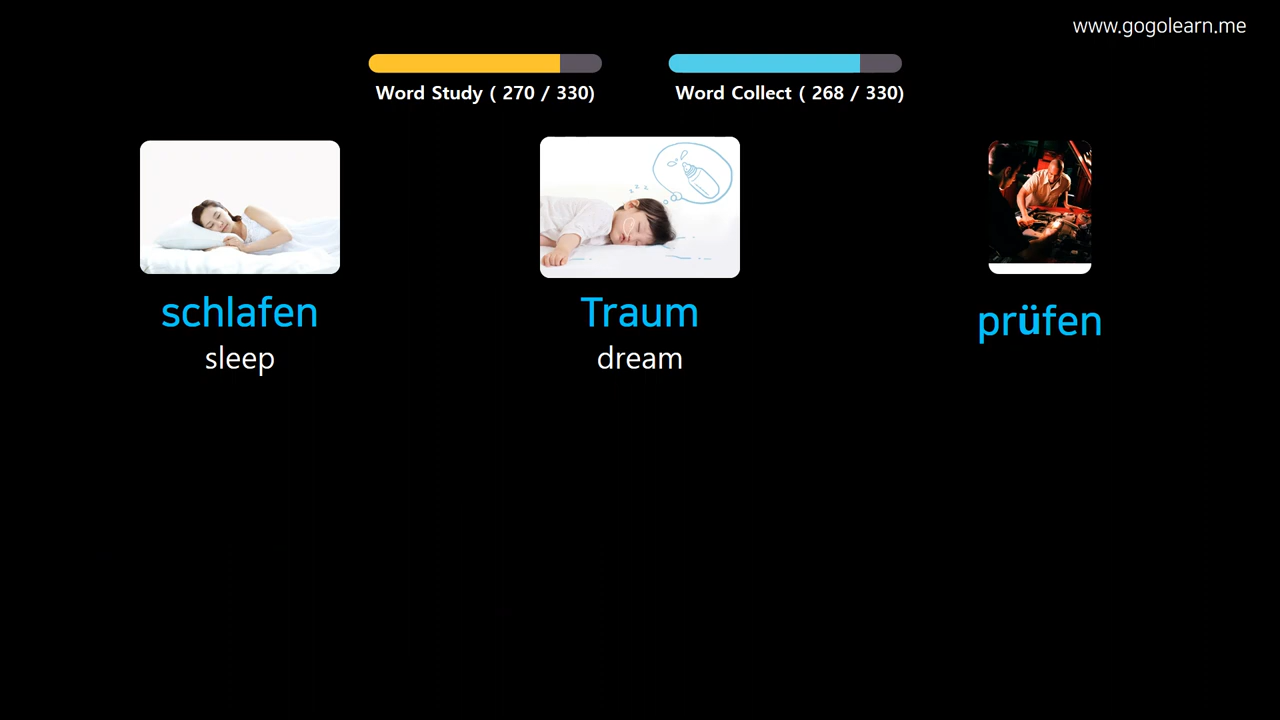 www.gogolearn.me
Word Study ( 270 / 330)
Word Collect ( 268 / 330)
schlafen
sleep
Traum
dream
prüfen